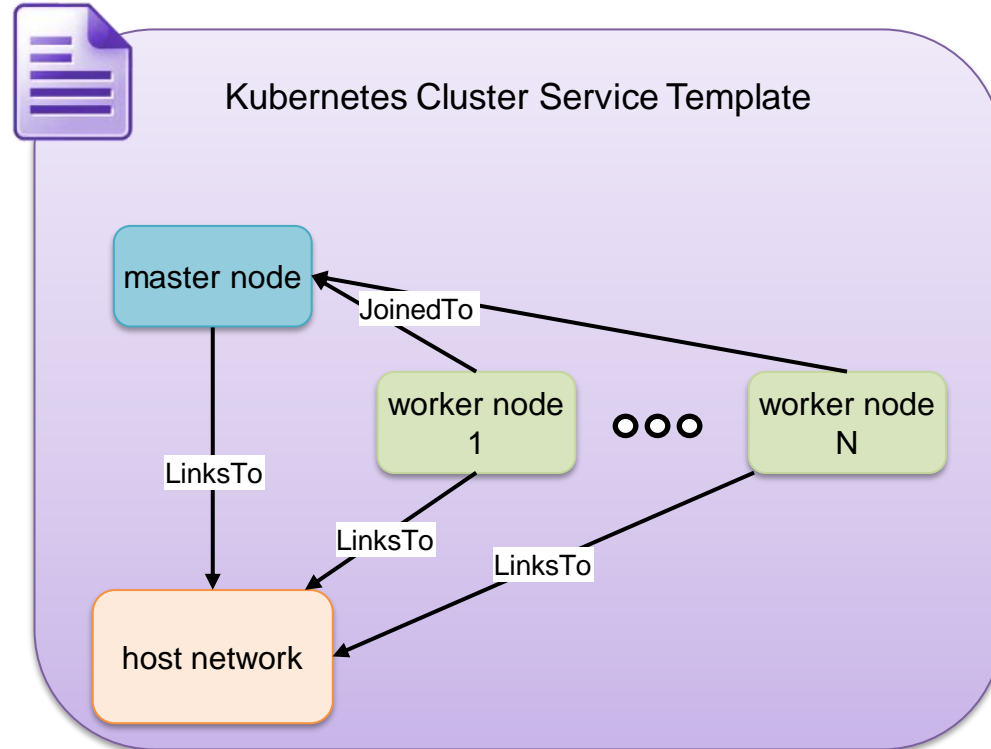 Kubernetes Cluster Service Template
master node
JoinedTo
worker node
1
worker node
N
LinksTo
LinksTo
LinksTo
host network